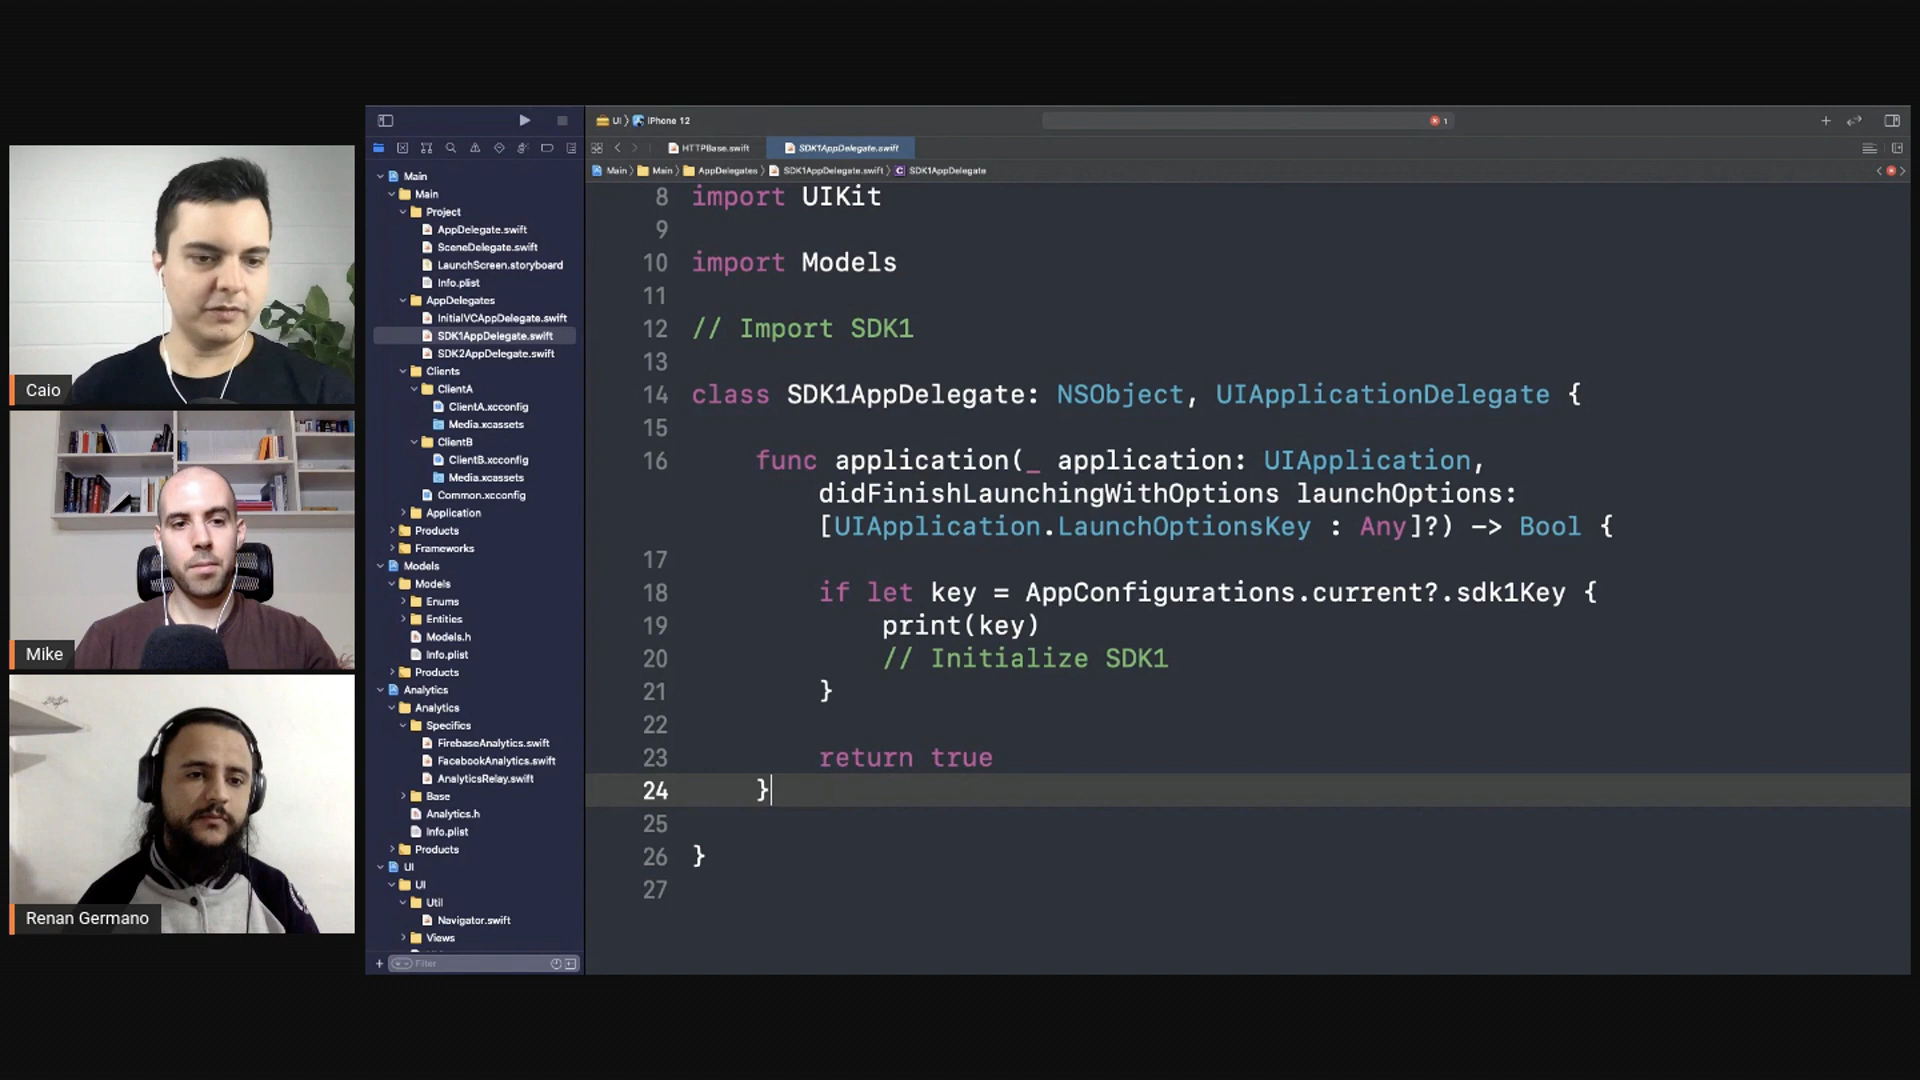 Caio
Mike
Renan Germano
UI
iPhone 12
1
HTTPBase.swift
SDK1AppDelegate.swift
Main
Main
AppDelegates
SDK1AppDelegate.swift
SDK1AppDelegate
Main
Main
Project
AppDelegate.swift
SceneDelegate.swift
LaunchScreen.storyboard
Info.plist
AppDelegates
InitialVCAppDelegate.swift
SDK1AppDelegate.swift
SDK2AppDelegate.swift
Clients
ClientA
ClientA.xcconfig
Media.xcassets
ClientB
ClientB.xcconfig
Media.xcassets
Common.xcconfig
Application
Products
Frameworks
Models
Models
Enums
Entities
Models.h
Info.plist
Products
Analytics
Analytics
Specifics
FirebaseAnalytics.swift
FacebookAnalytics.swift
AnalyticsRelay.swift
Base
Analytics.h
Info.plist
Products
UI
UI
Util
Navigator.swift
Views
Filter
8 import UIKit
9
10 import Models
11
12 // Import SDK1
13
14 class SDK1AppDelegate: NSObject, UIApplicationDelegate {
15
16 func application(_ application: UIApplication,
didFinishLaunchingWithOptions launchOptions:
[UIApplication.LaunchOptionsKey : Any]?) -> Bool {
17
18 if let key = AppConfigurations.current?.sdk1Key {
19 print(key)
20 // Initialize SDK1
21 }
22
23 return true
24 }
25
26 }
27